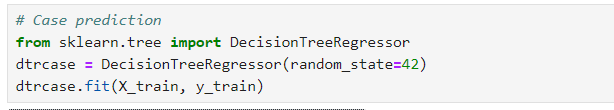 # Case prediction
from sklearn.tree import DecisionTreeRegressor
dtrcase = DecisionTreeRegressor(random_state=42)
dtrcase.fit(X_train, y_train)